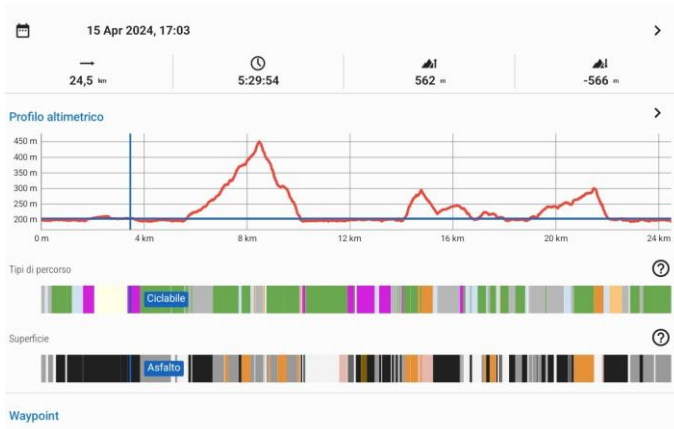 15 Apr 2024, 17:03
24,5 km
5:29:54
562 m
-566 m
Profilo altimetrico
450 m
400 m
350 m
300 m
250 m
200 m
0 m 4 km 8 km 12 km 16 km 20 km 24 km
Tipi di percorso
Ciclabile
Superficie
Asfalto
Waypoint